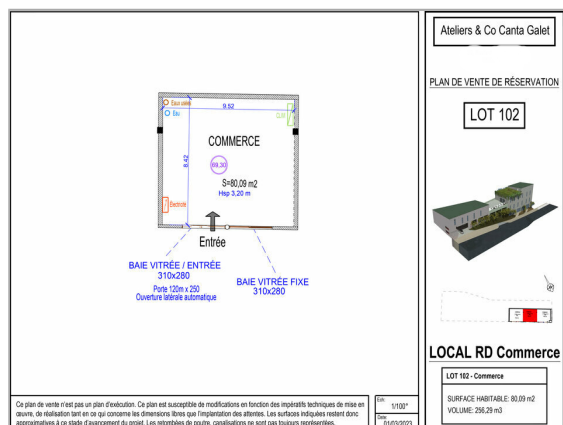 Ateliers & Co Canta Galet
PLAN DE VENTE DE RÉSERVATION
LOT 102
Eaux usées
Eau
9.52
CLIM
8.42
COMMERCE
69,30
S=80,09 m2
Hsp 3,20 m
Electricité
Entrée
BAIE VITRÉE / ENTRÉE
310x280
Porte 120m x 250
Ouverture latérale automatique
BAIE VITRÉE FIXE
310x280
LOCAL RD Commerce
LOT 102 - Commerce
SURFACE HABITABLE: 80,09 m2
VOLUME: 256,29 m3
Ce plan de vente n'est pas un plan d'exécution. Ce plan est susceptible de modifications en fonction des impératifs techniques de mise en
œuvre, de réalisation tant en ce qui concerne les dimensions libres que l'implantation des attentes. Les surfaces indiquées restent donc
approximatives à ce stade d'avancement du projet. Les retombées de poutre, canalisations ne sont pas toujours représentées.
Ech:
1/100°
Date:
01/03/2023